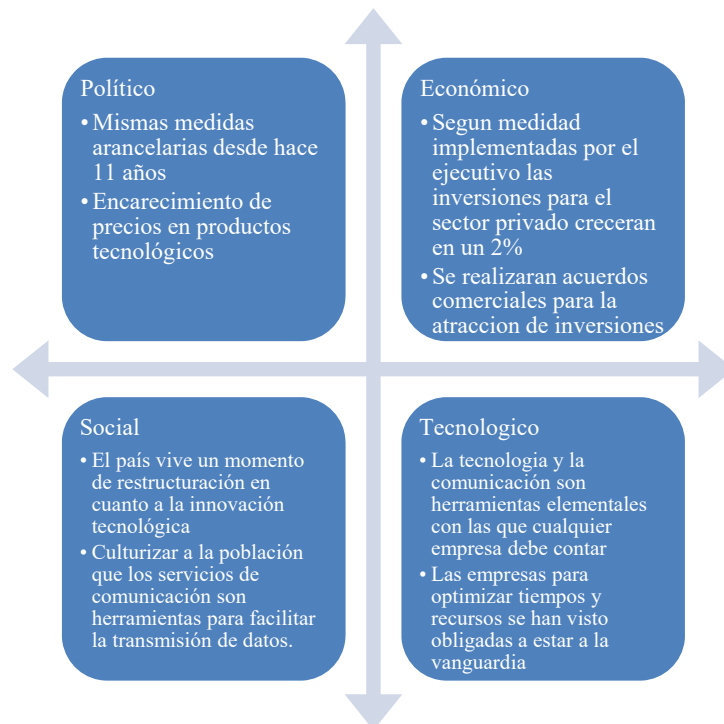 Político
• Mismas medidas
arancelarias desde hace
11 años
• Encarecimiento de
precios en productos
tecnológicos
Económico
• Segun medidad
implementadas por el
ejecutivo las
inversiones para el
sector privado creceran
en un 2%
• Se realizaran acuerdos
comerciales para la
atraccion de inversiones
Social
• El país vive un momento
de restructuración en
cuanto a la innovación
tecnológica
• Culturizar a la población
que los servicios de
comunicación son
herramientas para facilitar
la transmisión de datos.
Tecnologico
• La tecnologia y la
comunicación son
herramientas elementales
con las que cualquier
empresa debe contar
• Las empresas para
optimizar tiempos y
recursos se han visto
obligadas a estar a la
vanguardia